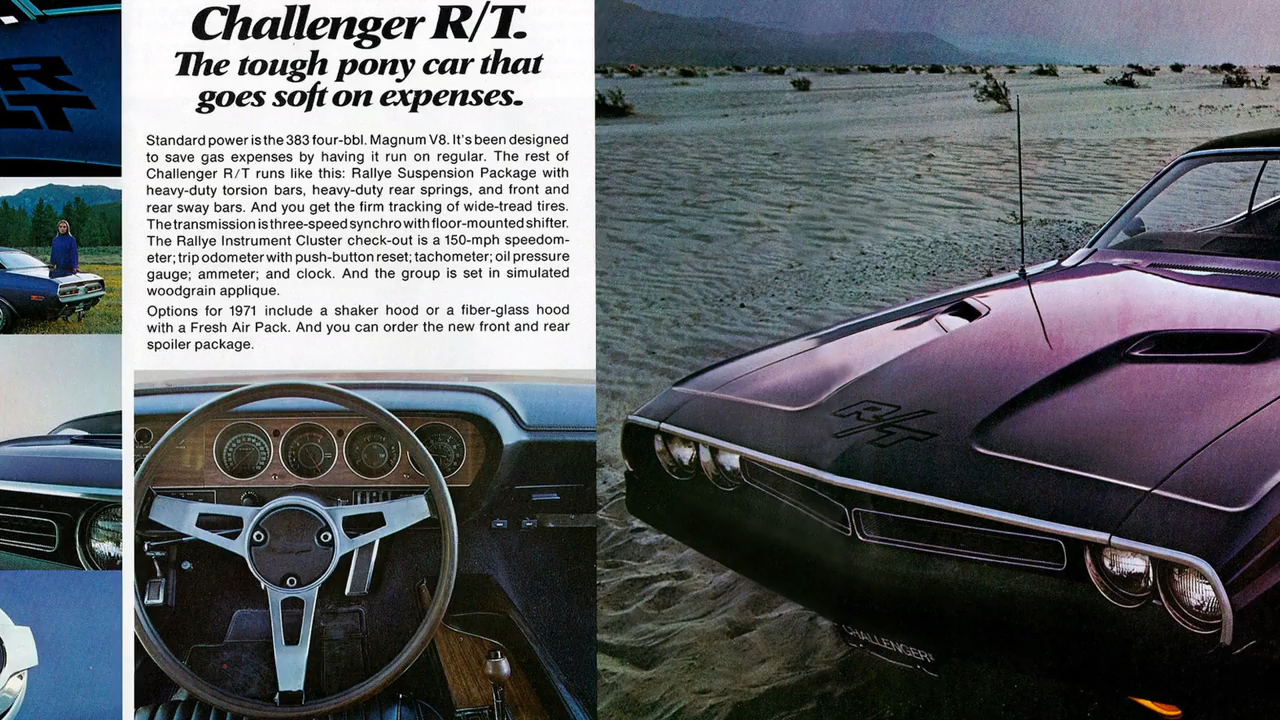 Challenger R/T.
The tough pony car that
goes soft on expenses.
Standard power is the 383 four-bbl. Magnum V8. It's been designed
to save gas expenses by having it run on regular. The rest of
Challenger R/T runs like this: Rallye Suspension Package with
heavy-duty torsion bars, heavy-duty rear springs, and front and
rear sway bars. And you get the firm tracking of wide-tread tires.
The transmission is three-speed synchro with floor-mounted shifter.
The Rallye Instrument Cluster check-out is a 150-mph speedom-
eter; trip odometer with push-button reset; tachometer; oil pressure
gauge; ammeter; and clock. And the group is set in simulated
woodgrain applique.
Options for 1971 include a shaker hood or a fiber-glass hood
with a Fresh Air Pack. And you can order the new front and rear
spoiler package.
R/T
CHALLENGER